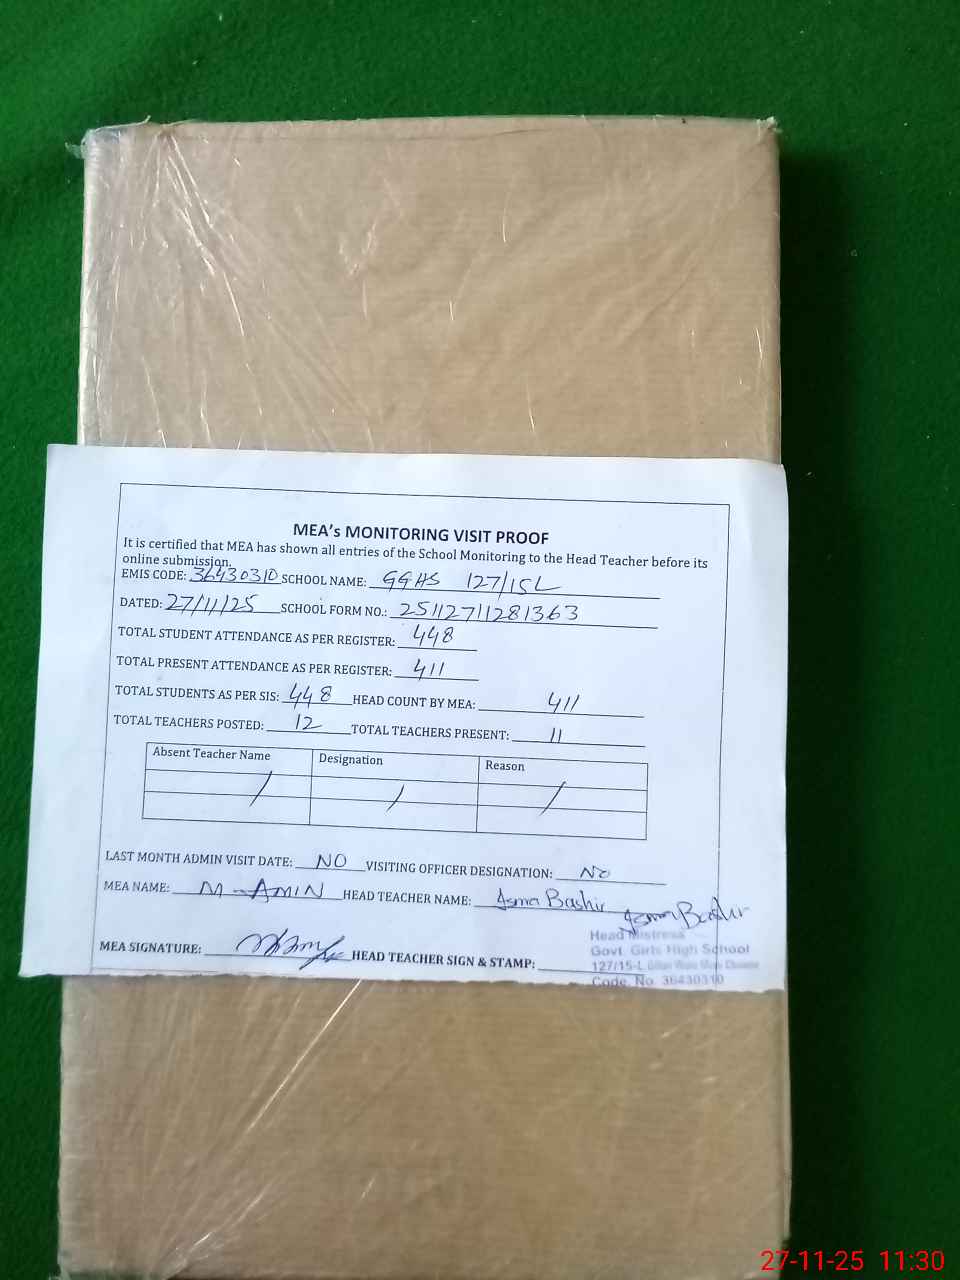 MEA's MONITORING VISIT PROOF
It is certified that MEA has shown all entries of the School Monitoring to the Head Teacher before its
online submission.
EMIS CODE: 36430310 SCHOOL NAME: GGHS 127/15L
DATED: 27/11/25 SCHOOL FORM NO.: 25112711281363
TOTAL STUDENT ATTENDANCE AS PER REGISTER: 448
TOTAL PRESENT ATTENDANCE AS PER REGISTER: 411
TOTAL STUDENTS AS PER SIS: 448 HEAD COUNT BY MEA: 411
TOTAL TEACHERS POSTED: 12 TOTAL TEACHERS PRESENT: 11
Absent Teacher Name Designation Reason
/ / /
LAST MONTH ADMIN VISIT DATE: NO VISITING OFFICER DESIGNATION: No
MEA NAME: M-AMIN HEAD TEACHER NAME: Asma Bashir
Asma Bashir
MEA SIGNATURE: HEAD TEACHER SIGN & STAMP:
Head Mistress
Govt. Girls High School
127/15-L
Code. No. 36430310
27-11-25 11:30